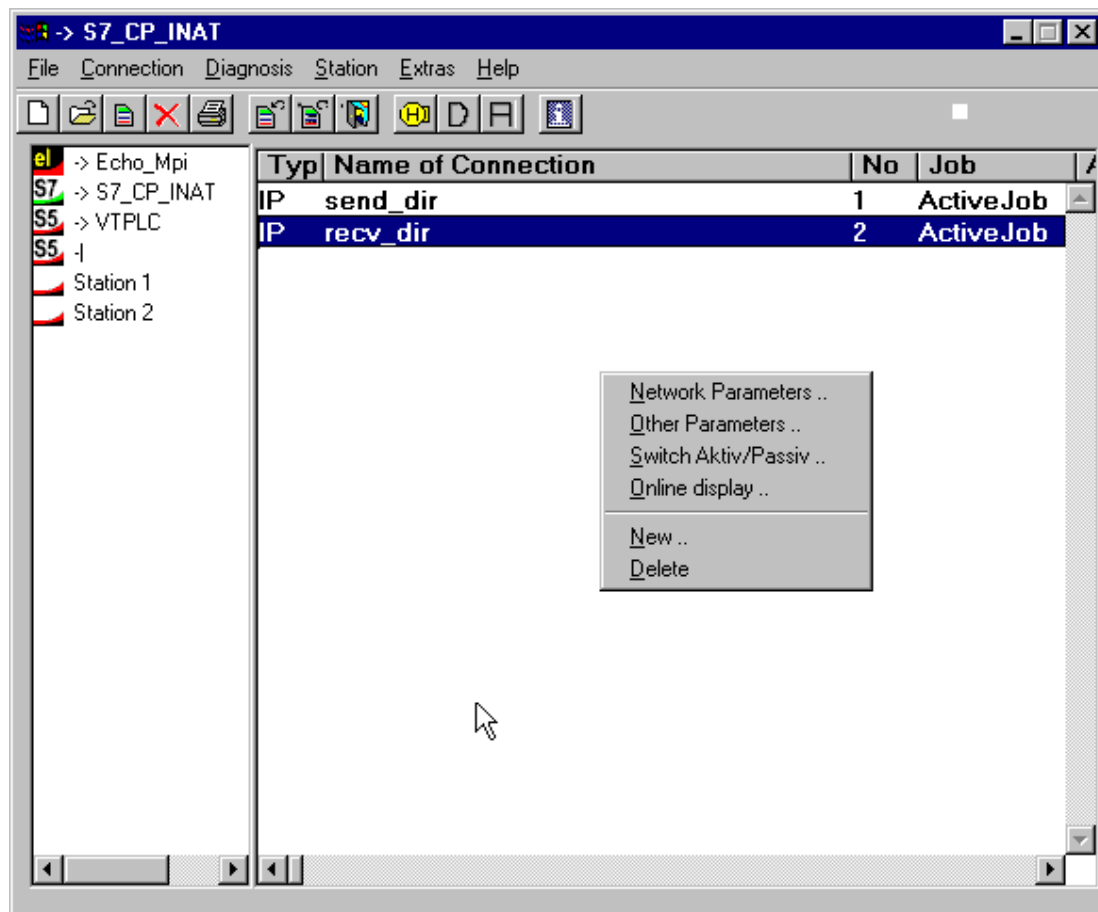 -> S7_CP_INAT
File Connection Diagnosis Station Extras Help
H D A i
el -> Echo_Mpi
S7 -> S7_CP_INAT
S5 -> VTPLC
S5 -|
Station 1
Station 2
Typ Name of Connection No Job A
IP send_dir 1 ActiveJob
IP recv_dir 2 ActiveJob
Network Parameters ..
Other Parameters ..
Switch Aktiv/Passiv ..
Online display ..
New ..
Delete